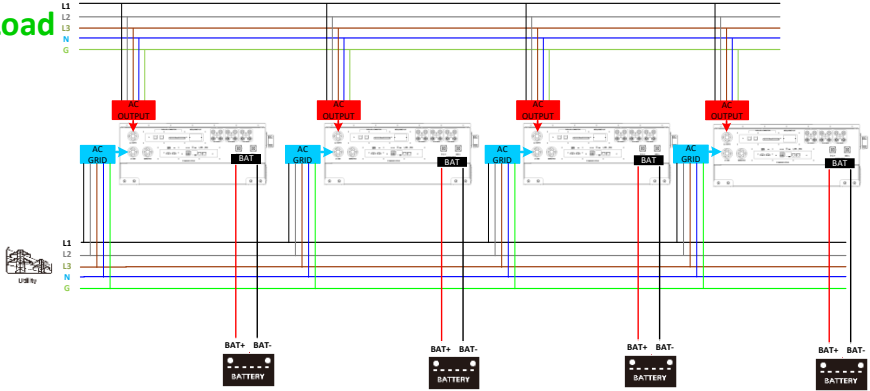 Load
L1
L2
L3
N
G
AC
OUTPUT
AC
OUTPUT
AC
OUTPUT
AC
OUTPUT
AC
GRID
BAT
AC
GRID
BAT
AC
GRID
BAT
AC
GRID
BAT
L1
L2
L3
N
G
Utility
BAT+ BAT-
BATTERY
BAT+ BAT-
BATTERY
BAT+ BAT-
BATTERY
BAT+ BAT-
BATTERY